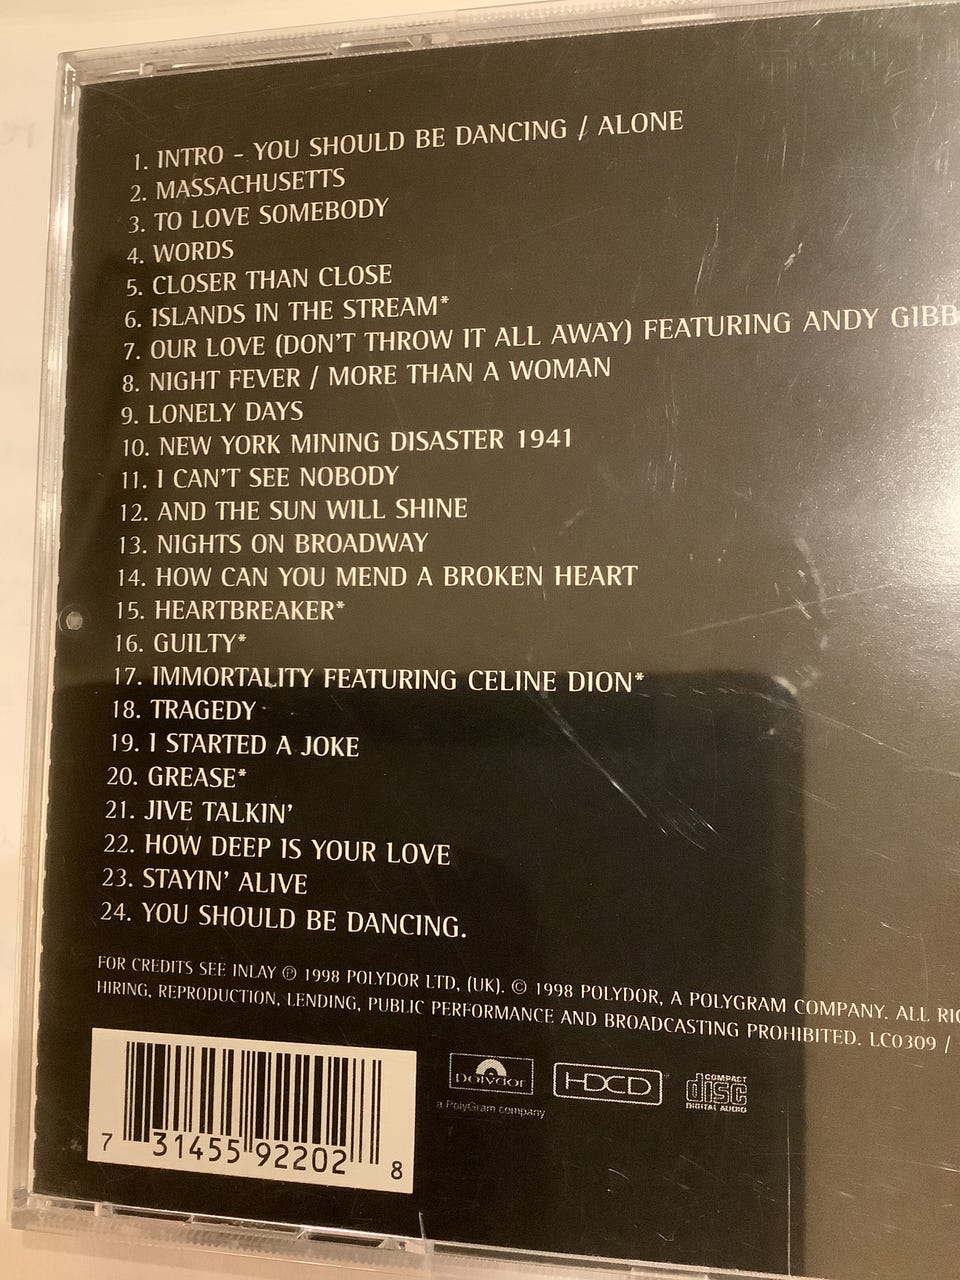 1. INTRO – YOU SHOULD BE DANCING / ALONE
2. MASSACHUSETTS
3. TO LOVE SOMEBODY
4. WORDS
5. CLOSER THAN CLOSE
6. ISLANDS IN THE STREAM*
7. OUR LOVE (DON'T THROW IT ALL AWAY) FEATURING ANDY GIBB
8. NIGHT FEVER / MORE THAN A WOMAN
9. LONELY DAYS
10. NEW YORK MINING DISASTER 1941
11. I CAN'T SEE NOBODY
12. AND THE SUN WILL SHINE
13. NIGHTS ON BROADWAY
14. HOW CAN YOU MEND A BROKEN HEART
15. HEARTBREAKER*
16. GUILTY*
17. IMMORTALITY FEATURING CELINE DION*
18. TRAGEDY
19. I STARTED A JOKE
20. GREASE*
21. JIVE TALKIN'
22. HOW DEEP IS YOUR LOVE
23. STAYIN' ALIVE
24. YOU SHOULD BE DANCING.
FOR CREDITS SEE INLAY ℗ 1998 POLYDOR LTD, (UK). © 1998 POLYDOR, A POLYGRAM COMPANY. ALL
HIRING, REPRODUCTION, LENDING, PUBLIC PERFORMANCE AND BROADCASTING PROHIBITED. LC0309 /
POLYDOR
a PolyGram company
HDCD
COMPACT
disc
DIGITAL AUDIO
7 31455 92202 8